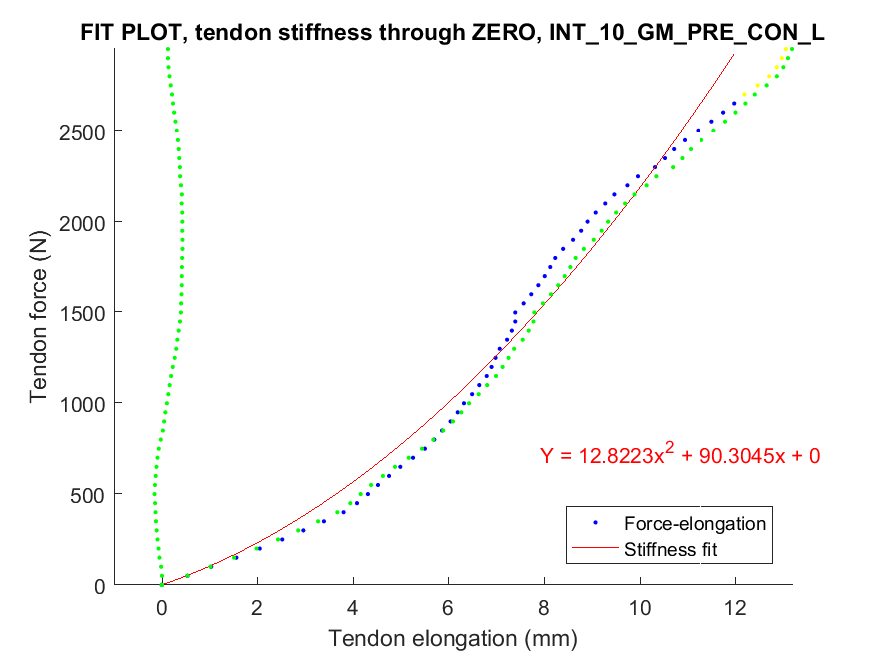 FIT PLOT, tendon stiffness through ZERO, INT_10_GM_PRE_CON_L
Tendon force (N)
2500
2000
1500
1000
500
0
Y = 12.8223x² + 90.3045x + 0
Force-elongation
Stiffness fit
0 2 4 6 8 10 12
Tendon elongation (mm)